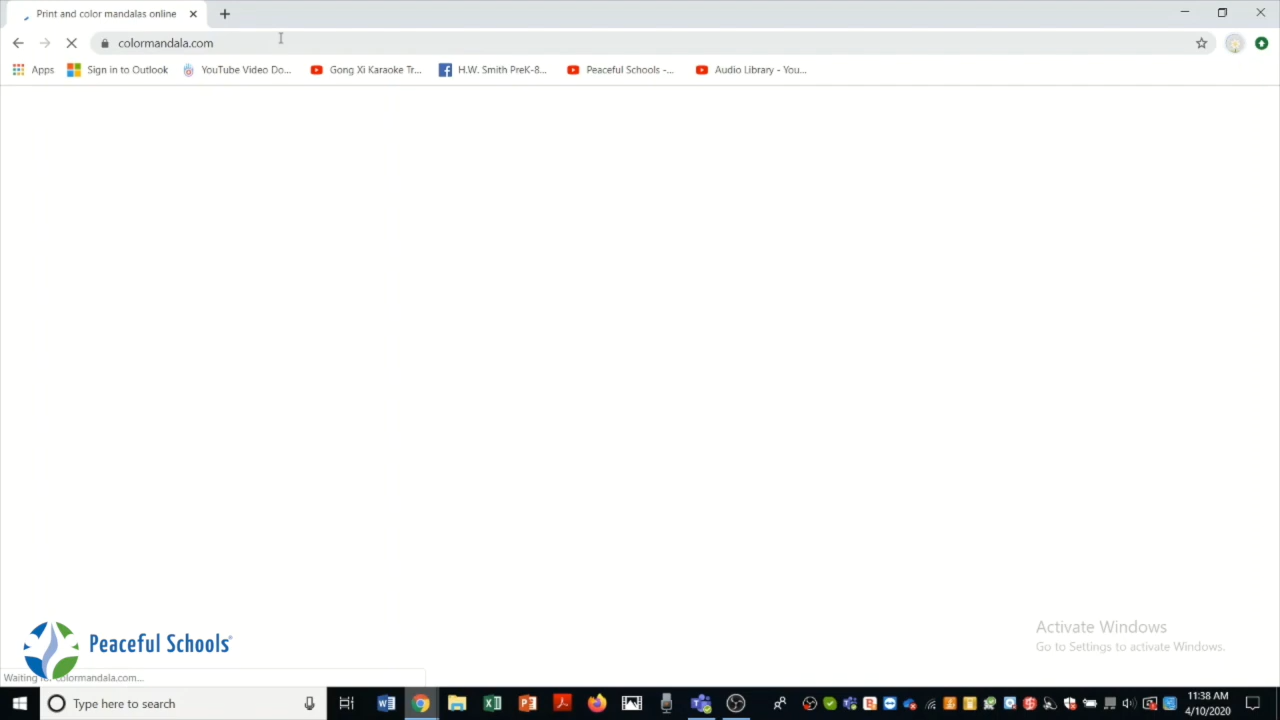 Print and color mandalas online
colormandala.com
Apps
Sign in to Outlook
YouTube Video Do...
Gong Xi Karaoke Tr...
H.W. Smith PreK-8...
Peaceful Schools -...
Audio Library - You...
Activate Windows
Go to Settings to activate Windows.
Peaceful Schools®
colormandala.com...
Type here to search
11:38 AM
4/10/2020